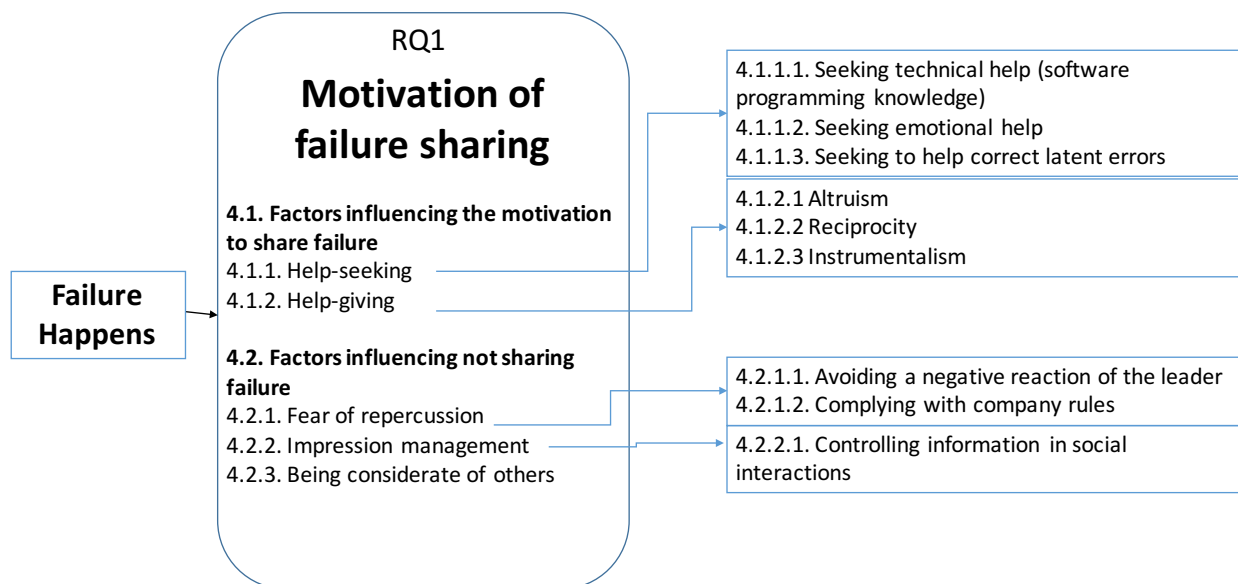 Failure
Happens
RQ1
Motivation of
failure sharing
4.1. Factors influencing the motivation
to share failure
4.1.1. Help-seeking
4.1.2. Help-giving
4.2. Factors influencing not sharing
failure
4.2.1. Fear of repercussion
4.2.2. Impression management
4.2.3. Being considerate of others
4.1.1.1. Seeking technical help (software
programming knowledge)
4.1.1.2. Seeking emotional help
4.1.1.3. Seeking to help correct latent errors
4.1.2.1 Altruism
4.1.2.2 Reciprocity
4.1.2.3 Instrumentalism
4.2.1.1. Avoiding a negative reaction of the leader
4.2.1.2. Complying with company rules
4.2.2.1. Controlling information in social
interactions